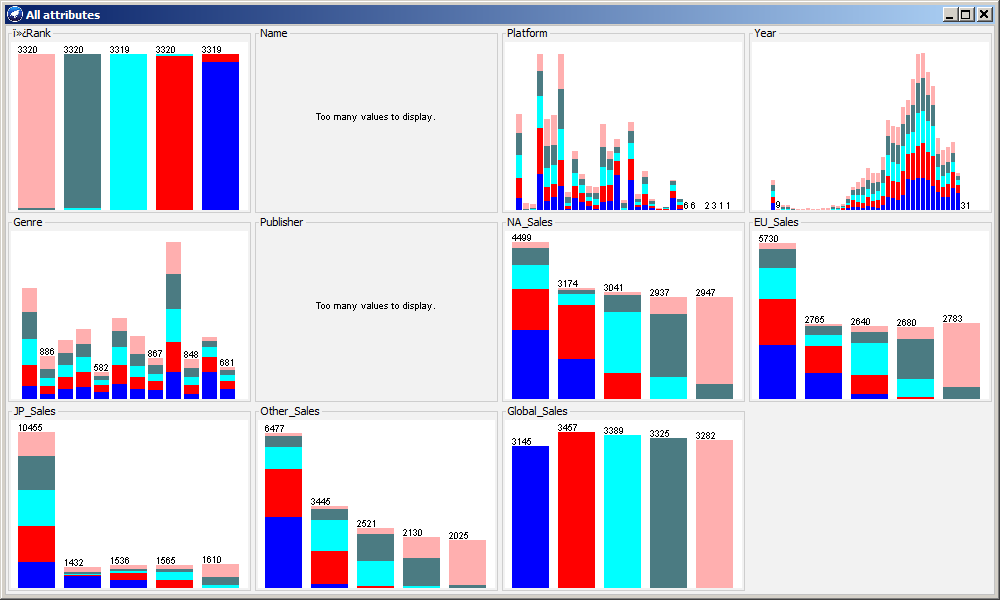 All attributes
ï»¿Rank
3320 3320 3319 3320 3319
Name
Too many values to display.
Platform
6 6 2 3 1 1
Year
9 31
Genre
886 582 867 848 681
Publisher
Too many values to display.
NA_Sales
4499 3174 3041 2937 2947
EU_Sales
5730 2765 2640 2680 2783
JP_Sales
10455 1432 1536 1565 1610
Other_Sales
6477 3445 2521 2130 2025
Global_Sales
3145 3457 3389 3325 3282